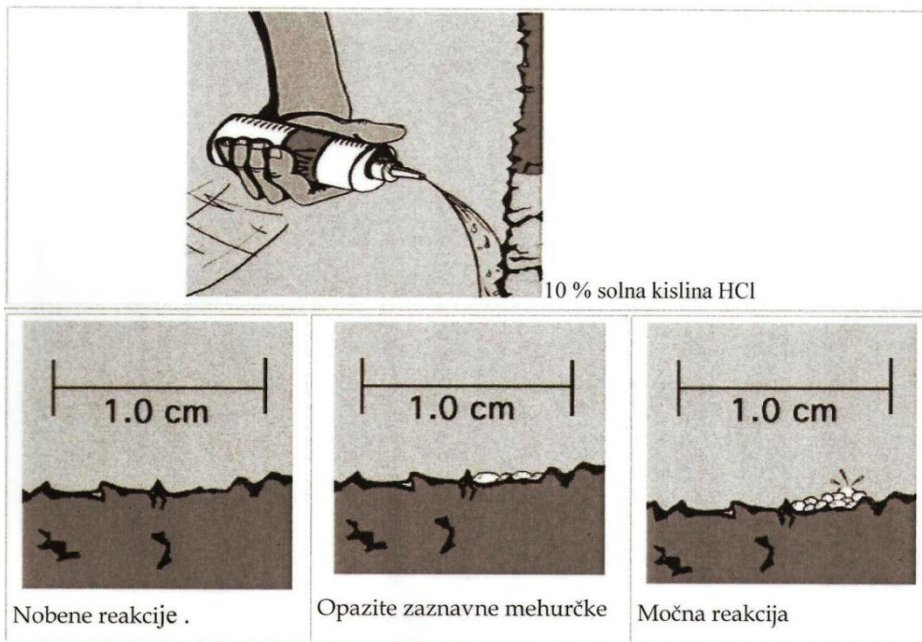 10 % solna kislina HCl
1.0 cm
1.0 cm
1.0 cm
Nobene reakcije .
Opazite zaznavne mehurčke
Močna reakcija